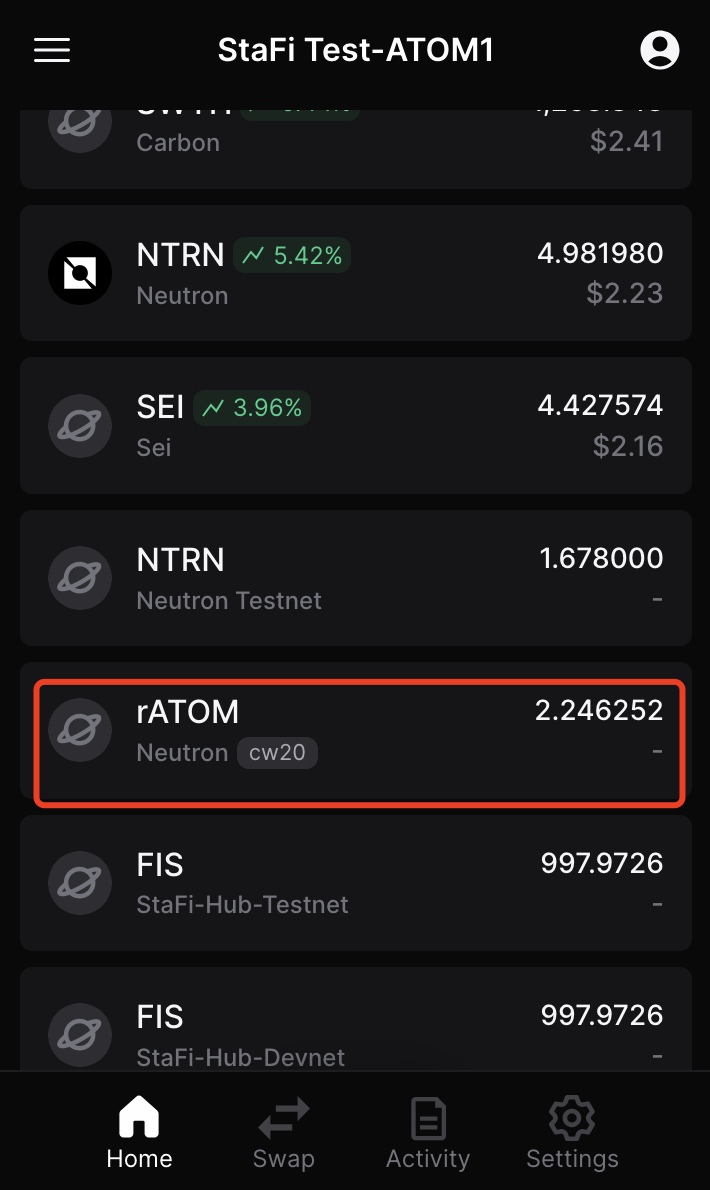 StaFi Test-ATOM1
Carbon
$2.41
NTRN 5.42% 4.981980
Neutron $2.23
SEI 3.96% 4.427574
Sei $2.16
NTRN 1.678000
Neutron Testnet -
rATOM 2.246252
Neutron cw20 -
FIS 997.9726
StaFi-Hub-Testnet -
FIS 997.9726
StaFi-Hub-Devnet -
Home Swap Activity Settings